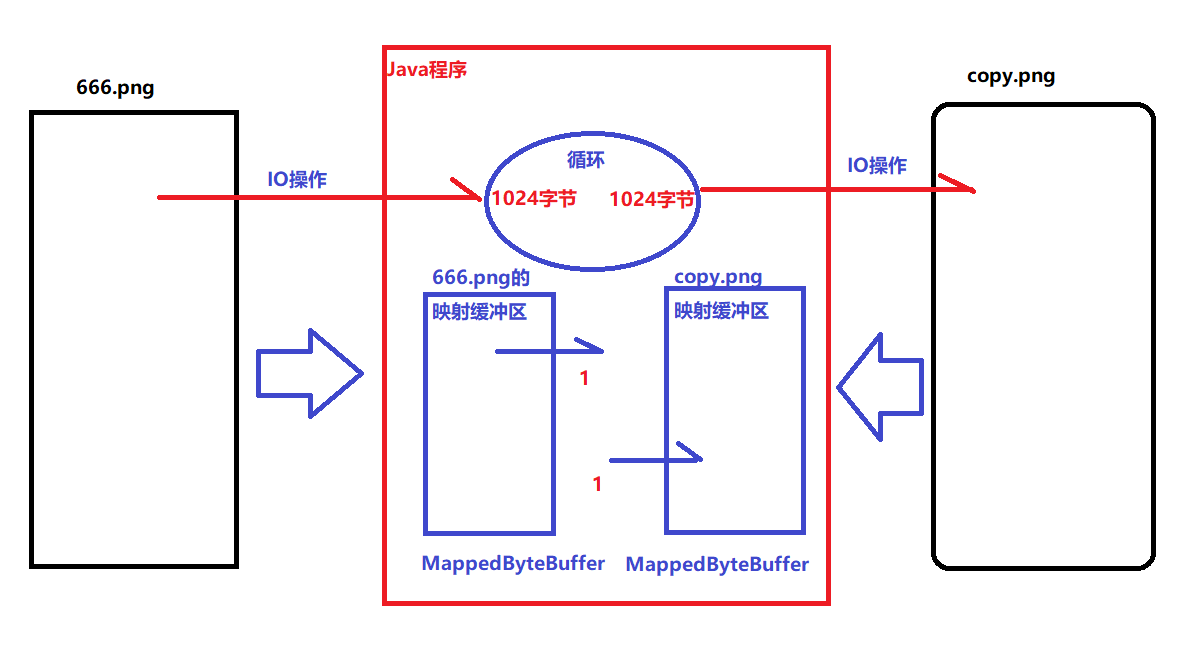 666.png
Java程序
copy.png
IO操作
循环
IO操作
1024字节 1024字节
666.png的
映射缓冲区
copy.png
映射缓冲区
1
1
MappedByteBuffer
MappedByteBuffer